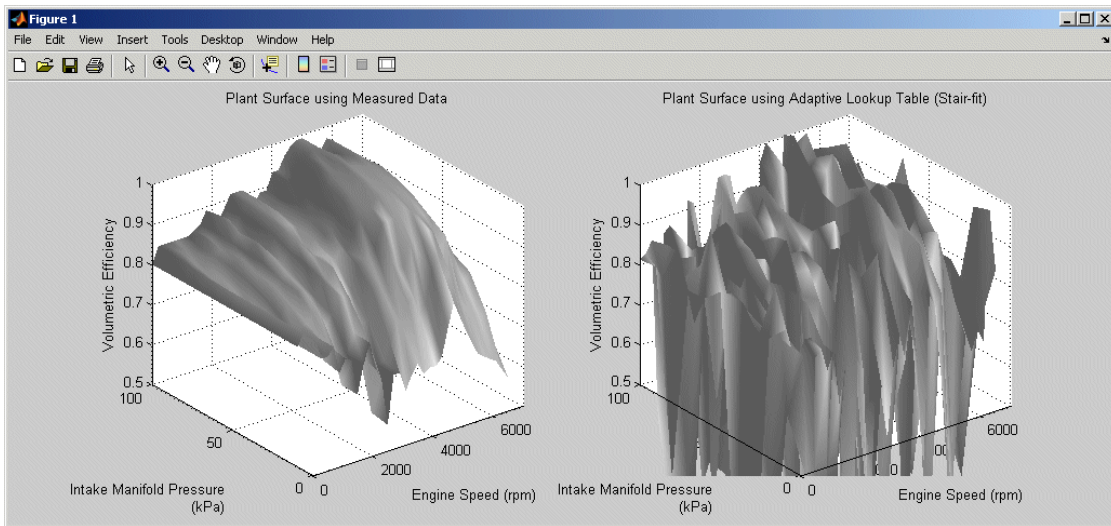 Figure 1
File Edit View Insert Tools Desktop Window Help
Plant Surface using Measured Data
1
0.9
0.8
0.7
0.6
0.5
Volumetric Efficiency
100
50
0
Intake Manifold Pressure
(kPa)
0
2000
4000
6000
Engine Speed (rpm)
Plant Surface using Adaptive Lookup Table (Stair-fit)
1
0.9
0.8
0.7
0.6
0.5
Volumetric Efficiency
100
0
Intake Manifold Pressure
(kPa)
0
6000
Engine Speed (rpm)